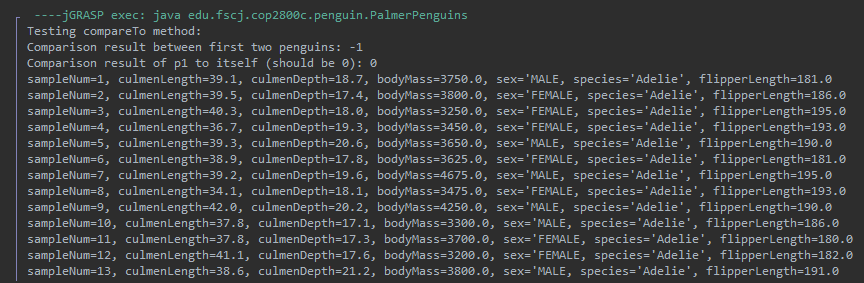 ----jGRASP exec: java edu.fscj.cop2800c.penguin.PalmerPenguins
Testing compareTo method:
Comparison result between first two penguins: -1
Comparison result of p1 to itself (should be 0): 0
sampleNum=1, culmenLength=39.1, culmenDepth=18.7, bodyMass=3750.0, sex='MALE, species='Adelie', flipperLength=181.0
sampleNum=2, culmenLength=39.5, culmenDepth=17.4, bodyMass=3800.0, sex='FEMALE, species='Adelie', flipperLength=186.0
sampleNum=3, culmenLength=40.3, culmenDepth=18.0, bodyMass=3250.0, sex='FEMALE, species='Adelie', flipperLength=195.0
sampleNum=4, culmenLength=36.7, culmenDepth=19.3, bodyMass=3450.0, sex='FEMALE, species='Adelie', flipperLength=193.0
sampleNum=5, culmenLength=39.3, culmenDepth=20.6, bodyMass=3650.0, sex='MALE, species='Adelie', flipperLength=190.0
sampleNum=6, culmenLength=38.9, culmenDepth=17.8, bodyMass=3625.0, sex='FEMALE, species='Adelie', flipperLength=181.0
sampleNum=7, culmenLength=39.2, culmenDepth=19.6, bodyMass=4675.0, sex='MALE, species='Adelie', flipperLength=195.0
sampleNum=8, culmenLength=34.1, culmenDepth=18.1, bodyMass=3475.0, sex='FEMALE, species='Adelie', flipperLength=193.0
sampleNum=9, culmenLength=42.0, culmenDepth=20.2, bodyMass=4250.0, sex='MALE, species='Adelie', flipperLength=190.0
sampleNum=10, culmenLength=37.8, culmenDepth=17.1, bodyMass=3300.0, sex='MALE, species='Adelie', flipperLength=186.0
sampleNum=11, culmenLength=37.8, culmenDepth=17.3, bodyMass=3700.0, sex='FEMALE, species='Adelie', flipperLength=180.0
sampleNum=12, culmenLength=41.1, culmenDepth=17.6, bodyMass=3200.0, sex='FEMALE, species='Adelie', flipperLength=182.0
sampleNum=13, culmenLength=38.6, culmenDepth=21.2, bodyMass=3800.0, sex='MALE, species='Adelie', flipperLength=191.0